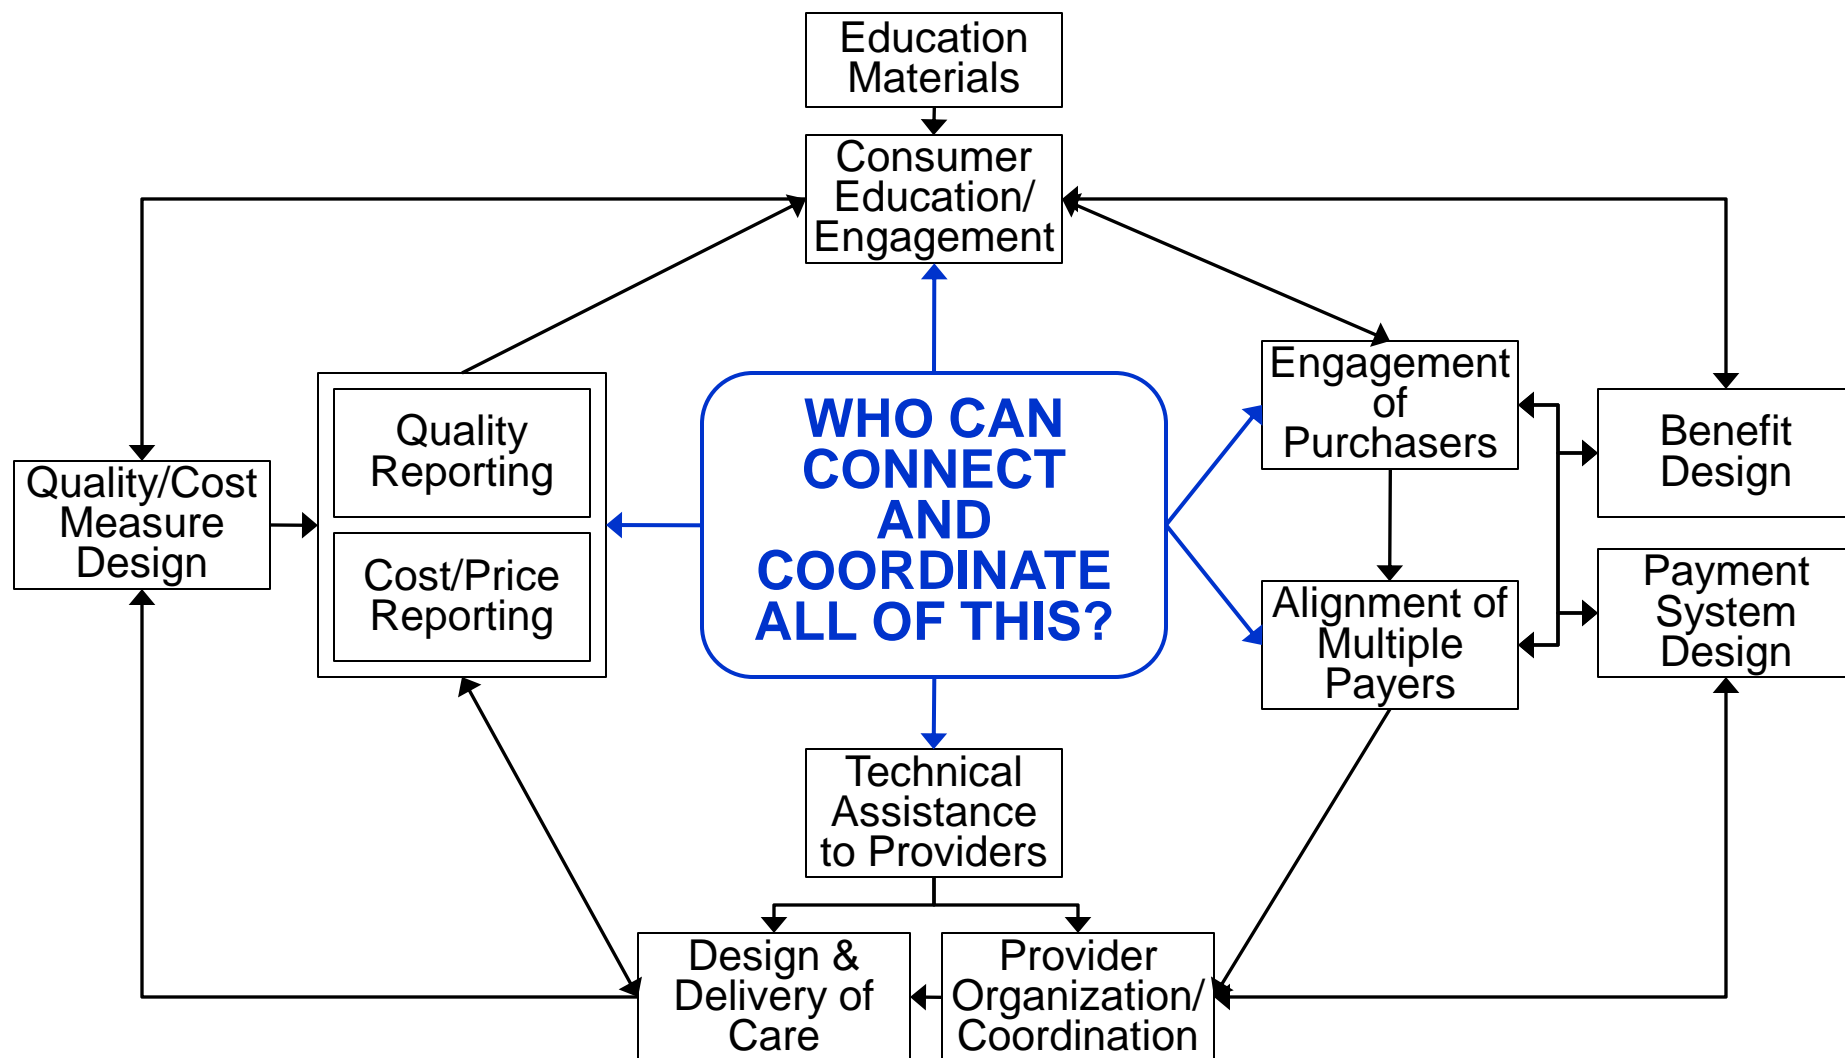 Education
Materials
Consumer
Education/
Engagement
Engagement
of
Purchasers
Quality
Reporting
WHO CAN
CONNECT
AND
COORDINATE
ALL OF THIS?
Benefit
Design
Quality/Cost
Measure
Design
Cost/Price
Reporting
Alignment of
Multiple
Payers
Payment
System
Design
Technical
Assistance
to Providers
Design &
Delivery of
Care
Provider
Organization/
Coordination